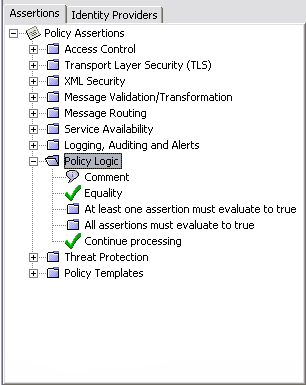 Assertions
Identity Providers
Policy Assertions
Access Control
Transport Layer Security (TLS)
XML Security
Message Validation/Transformation
Message Routing
Service Availability
Logging, Auditing and Alerts
Policy Logic
Comment
Equality
At least one assertion must evaluate to true
All assertions must evaluate to true
Continue processing
Threat Protection
Policy Templates